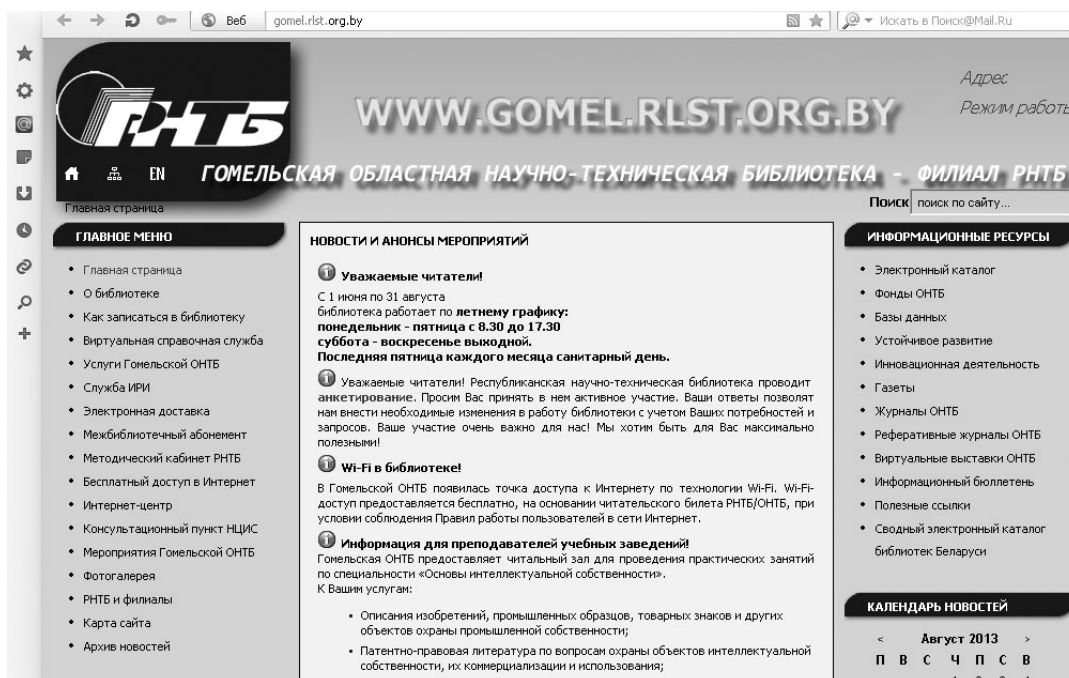 Веб
gomel.rlst.org.by
Искать в Поиск@Mail.Ru
РНТБ
WWW.GOMEL.RLST.ORG.BY
Адрес
Режим работы
EN
ГОМЕЛЬСКАЯ ОБЛАСТНАЯ НАУЧНО-ТЕХНИЧЕСКАЯ БИБЛИОТЕКА - ФИЛИАЛ РНТБ
Главная страница
Поиск
поиск по сайту...
ГЛАВНОЕ МЕНЮ
• Главная страница
• О библиотеке
• Как записаться в библиотеку
• Виртуальная справочная служба
• Услуги Гомельской ОНТБ
• Служба ИРИ
• Электронная доставка
• Межбиблиотечный абонемент
• Методический кабинет РНТБ
• Бесплатный доступ в Интернет
• Интернет-центр
• Консультационный пункт НЦИС
• Мероприятия Гомельской ОНТБ
• Фотогалерея
• РНТБ и филиалы
• Карта сайта
• Архив новостей
НОВОСТИ И АНОНСЫ МЕРОПРИЯТИЙ
Уважаемые читатели!
С 1 июня по 31 августа
библиотека работает по летнему графику:
понедельник - пятница с 8.30 до 17.30
суббота - воскресенье выходной.
Последняя пятница каждого месяца санитарный день.
Уважаемые читатели! Республиканская научно-техническая библиотека проводит
анкетирование. Просим Вас принять в нем активное участие. Ваши ответы позволят
нам внести необходимые изменения в работу библиотеки с учетом Ваших потребностей и
запросов. Ваше участие очень важно для нас! Мы хотим быть для Вас максимально
полезными!
Wi-Fi в библиотеке!
В Гомельской ОНТБ появилась точка доступа к Интернету по технологии Wi-Fi. Wi-Fi-
доступ предоставляется бесплатно, на основании читательского билета РНТБ/ОНТБ, при
условии соблюдения Правил работы пользователей в сети Интернет.
Информация для преподавателей учебных заведений!
Гомельская ОНТБ предоставляет читальный зал для проведения практических занятий
по специальности «Основы интеллектуальной собственности».
К Вашим услугам:
• Описания изобретений, промышленных образцов, товарных знаков и других
объектов охраны промышленной собственности;
• Патентно-правовая литература по вопросам охраны объектов интеллектуальной
собственности, их коммерциализации и использования;
ИНФОРМАЦИОННЫЕ РЕСУРСЫ
• Электронный каталог
• Фонды ОНТБ
• Базы данных
• Устойчивое развитие
• Инновационная деятельность
• Газеты
• Журналы ОНТБ
• Реферативные журналы ОНТБ
• Виртуальные выставки ОНТБ
• Информационный бюллетень
• Полезные ссылки
• Сводный электронный каталог
библиотек Беларуси
КАЛЕНДАРЬ НОВОСТЕЙ
< Август 2013 >
П В С Ч П С В